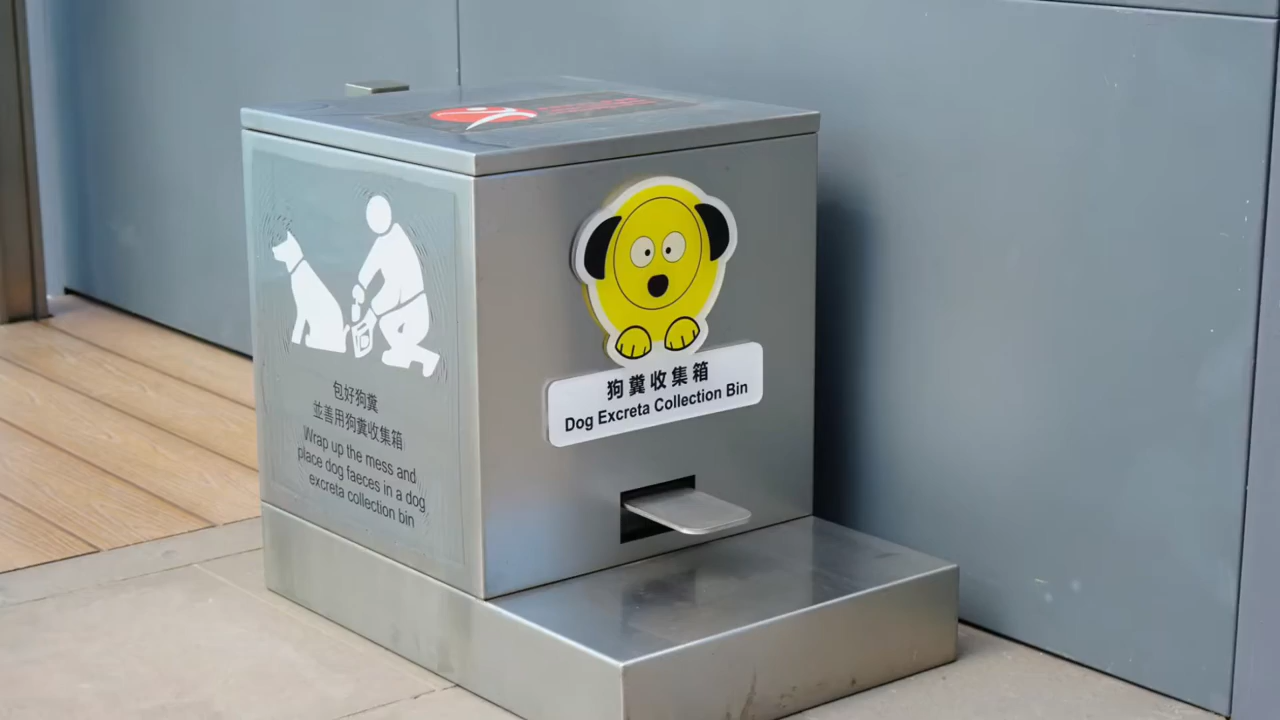 包好狗糞
並善用狗糞收集箱
Wrap up the mess and
place dog faeces in a dog
excreta collection bin
狗糞收集箱
Dog Excreta Collection Bin